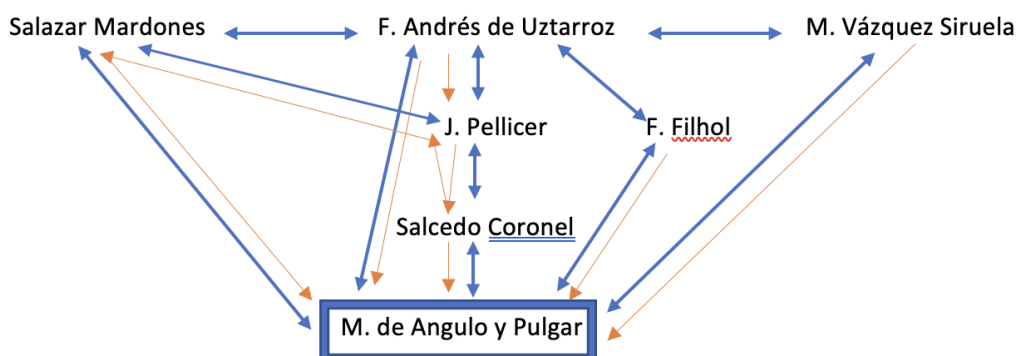 Salazar Mardones F. Andrés de Uztarroz M. Vázquez Siruela
J. Pellicer F. Filhol
Salcedo Coronel
M. de Angulo y Pulgar